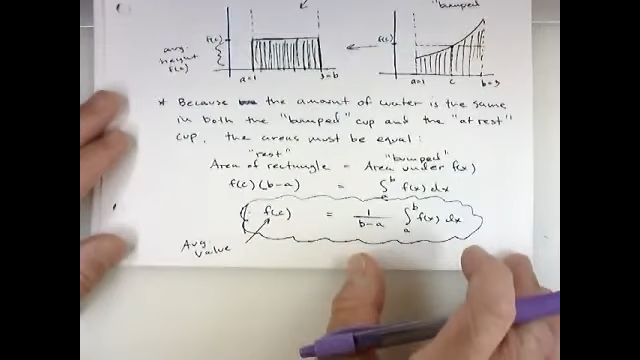 "bumped"
f(c)
f(c)
avg.
height
f(c)
a=1
3=b
a=1
c
b=3
* Because the amount of water is the same
in both the "bumped" cup and the "at rest"
cup, the areas must be equal:
"rest" "bumped"
Area of rectangle = Area under f(x)
f(c)(b-a) = ∫ₐᵇ f(x)dx
f(c) = 1/(b-a) ∫ₐᵇ f(x)dx
Avg
value